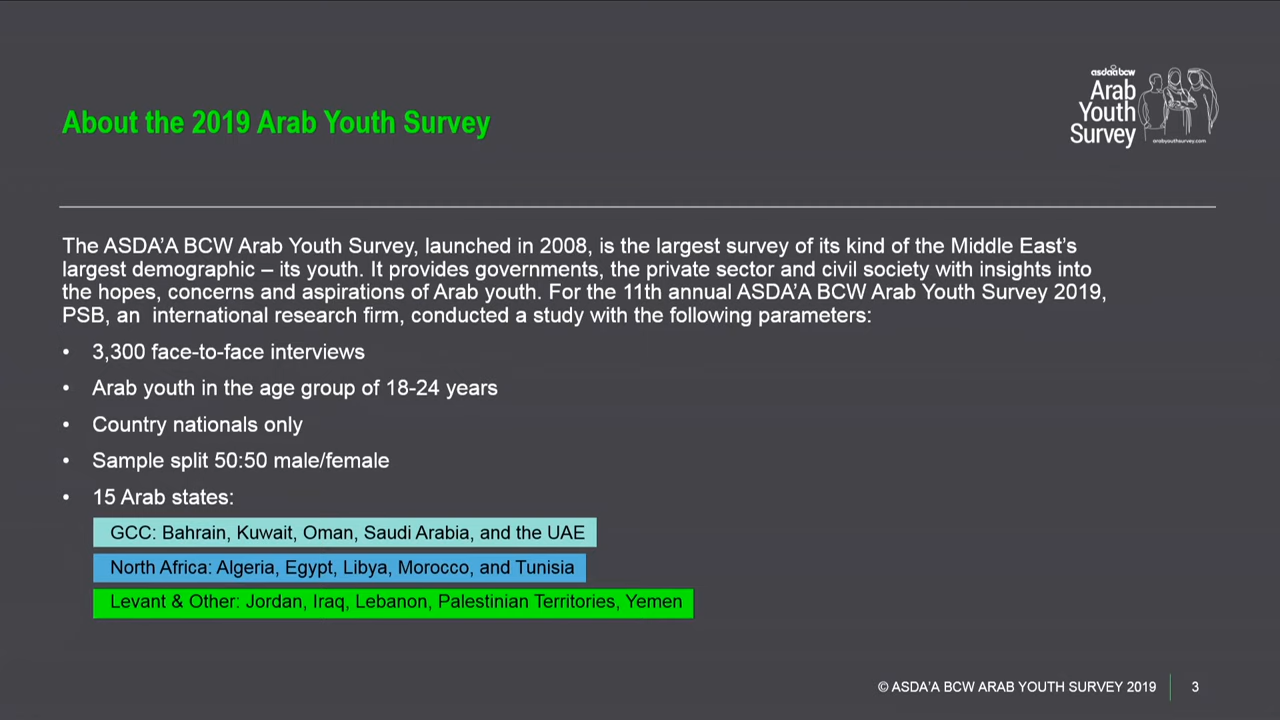 asdaa bcw
Arab
Youth
Survey
arabyouthsurvey.com
About the 2019 Arab Youth Survey
The ASDA’A BCW Arab Youth Survey, launched in 2008, is the largest survey of its kind of the Middle East’s
largest demographic – its youth. It provides governments, the private sector and civil society with insights into
the hopes, concerns and aspirations of Arab youth. For the 11th annual ASDA’A BCW Arab Youth Survey 2019,
PSB, an  international research firm, conducted a study with the following parameters:
• 3,300 face-to-face interviews
• Arab youth in the age group of 18-24 years
• Country nationals only
• Sample split 50:50 male/female
• 15 Arab states:
GCC: Bahrain, Kuwait, Oman, Saudi Arabia, and the UAE
North Africa: Algeria, Egypt, Libya, Morocco, and Tunisia
Levant & Other: Jordan, Iraq, Lebanon, Palestinian Territories, Yemen
© ASDA’A BCW ARAB YOUTH SURVEY 2019 3